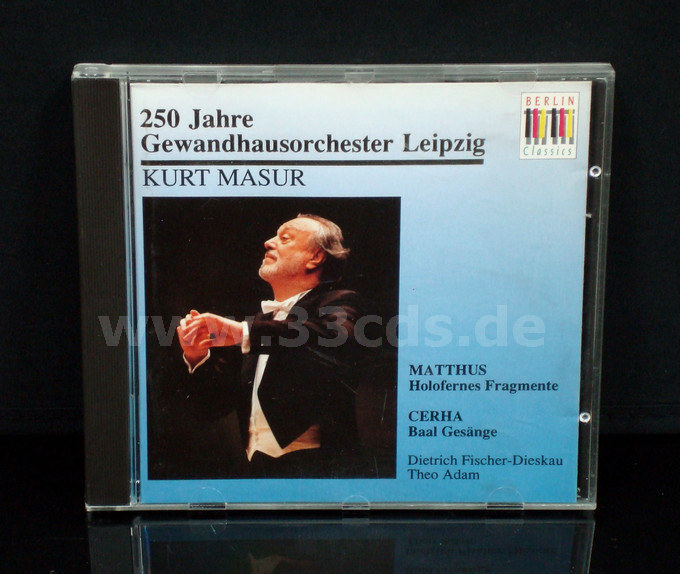 250 Jahre
Gewandhausorchester Leipzig
KURT MASUR
BERLIN
Classics
www.33cds.de
MATTHUS
Holofernes Fragmente
CERHA
Baal Gesänge
Dietrich Fischer-Dieskau
Theo Adam